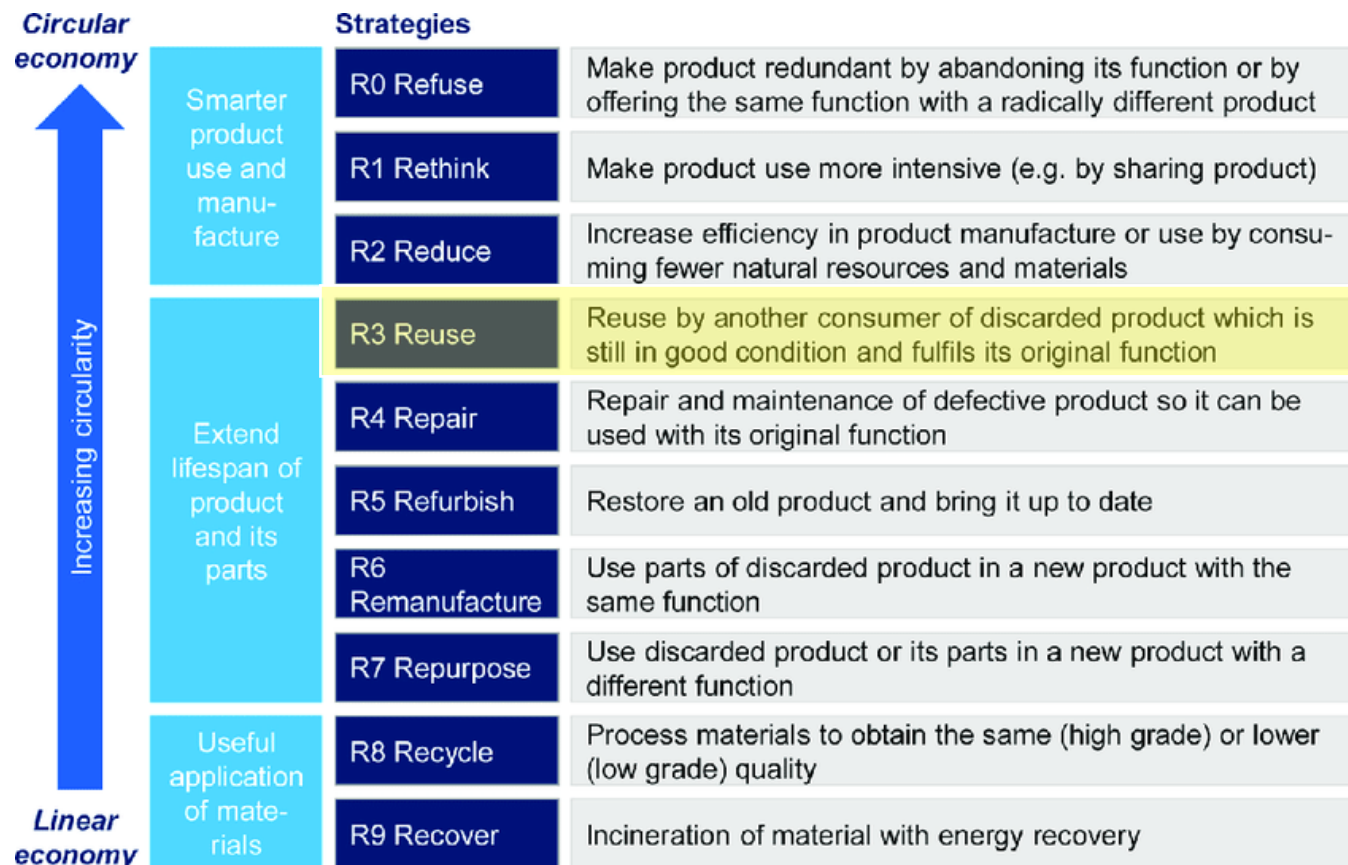 Circular
economy
Strategies
Increasing circularity
Linear
economy
Smarter
product
use and
manu-
facture
R0 Refuse
Make product redundant by abandoning its function or by
offering the same function with a radically different product
R1 Rethink
Make product use more intensive (e.g. by sharing product)
R2 Reduce
Increase efficiency in product manufacture or use by consu-
ming fewer natural resources and materials
Extend
lifespan of
product
and its
parts
R3 Reuse
Reuse by another consumer of discarded product which is
still in good condition and fulfils its original function
R4 Repair
Repair and maintenance of defective product so it can be
used with its original function
R5 Refurbish
Restore an old product and bring it up to date
R6
Remanufacture
Use parts of discarded product in a new product with the
same function
R7 Repurpose
Use discarded product or its parts in a new product with a
different function
Useful
application
of mate-
rials
R8 Recycle
Process materials to obtain the same (high grade) or lower
(low grade) quality
R9 Recover
Incineration of material with energy recovery